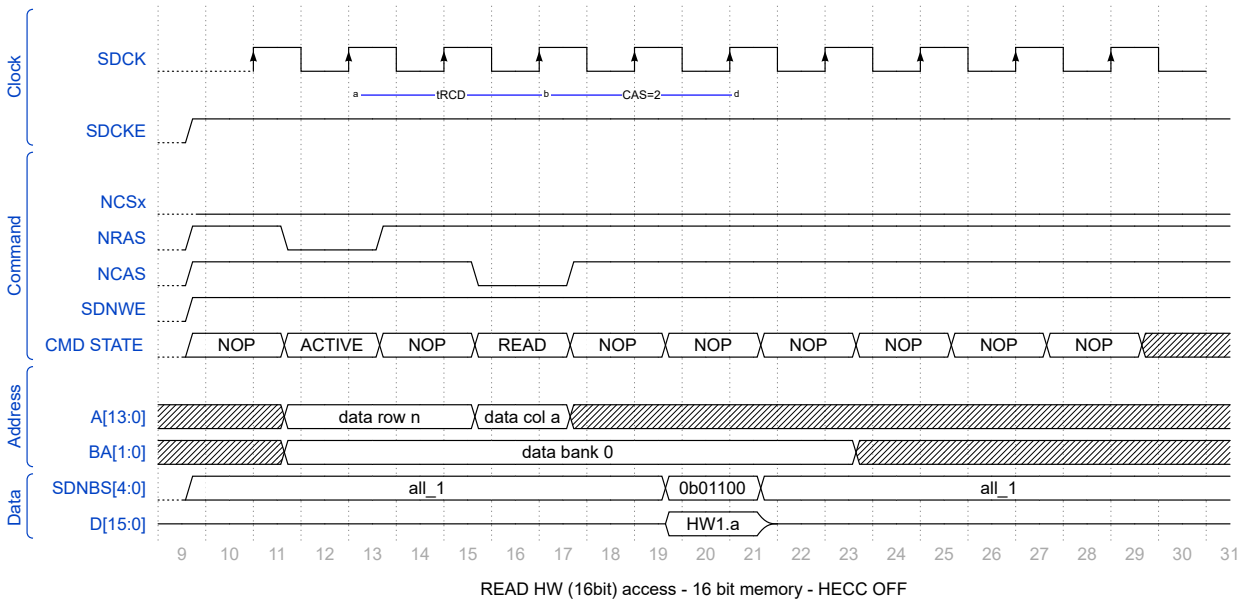 Clock
SDCK
a tRCD b CAS=2 d
SDCKE
Command
NCSx
NRAS
NCAS
SDNWE
CMD STATE NOP ACTIVE NOP READ NOP NOP NOP NOP NOP NOP
Address
A[13:0] data row n data col a
BA[1:0] data bank 0
Data
SDNBS[4:0] all_1 0b01100 all_1
D[15:0] HW1.a
9 10 11 12 13 14 15 16 17 18 19 20 21 22 23 24 25 26 27 28 29 30 31
READ HW (16bit) access - 16 bit memory - HECC OFF